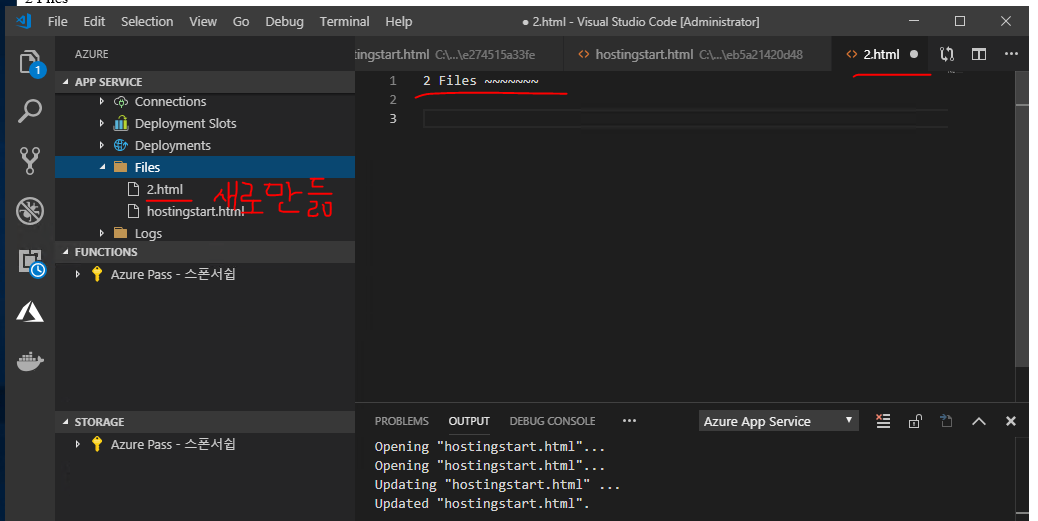 2 Files
File Edit Selection View Go Debug Terminal Help ● 2.html - Visual Studio Code [Administrator]
AZURE
tingstart.html C:\...\e274515a33fe
hostingstart.html C:\...\eb5a21420d48
2.html
APP SERVICE
Connections
Deployment Slots
Deployments
Files
2.html
새로만듦
hostingstart.html
Logs
FUNCTIONS
Azure Pass - 스폰서쉽
STORAGE
Azure Pass - 스폰서쉽
1
1 2 Files ~~~~~~~
2
3
PROBLEMS OUTPUT DEBUG CONSOLE ••• Azure App Service
Opening "hostingstart.html"...
Opening "hostingstart.html"...
Updating "hostingstart.html" ...
Updated "hostingstart.html".